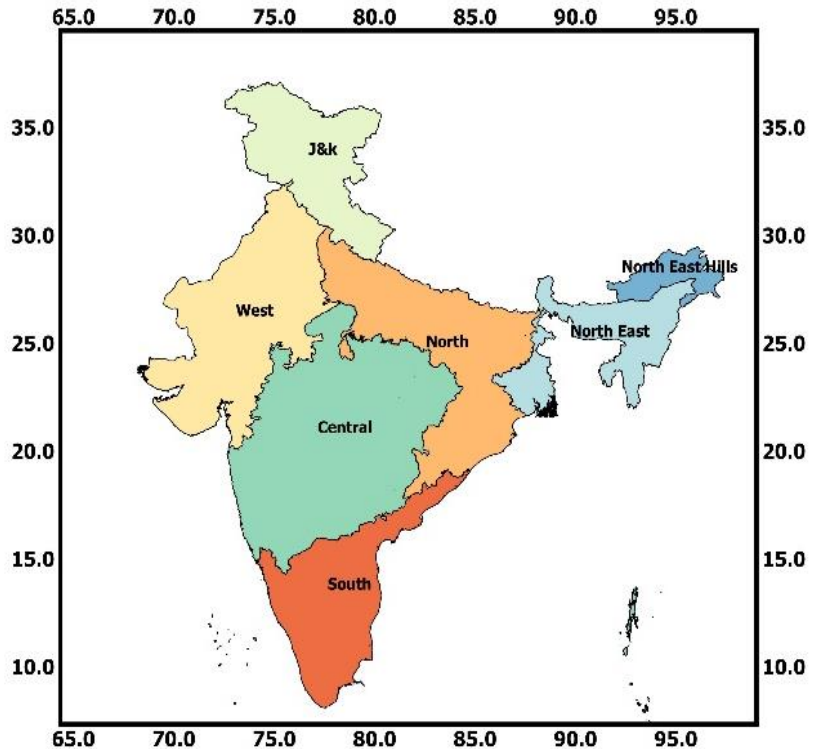 65.0 70.0 75.0 80.0 85.0 90.0 95.0
35.0 35.0
J&k
30.0 30.0
North East Hills
West
North East
North
25.0 25.0
Central
20.0 20.0
15.0 15.0
South
10.0 10.0
65.0 70.0 75.0 80.0 85.0 90.0 95.0